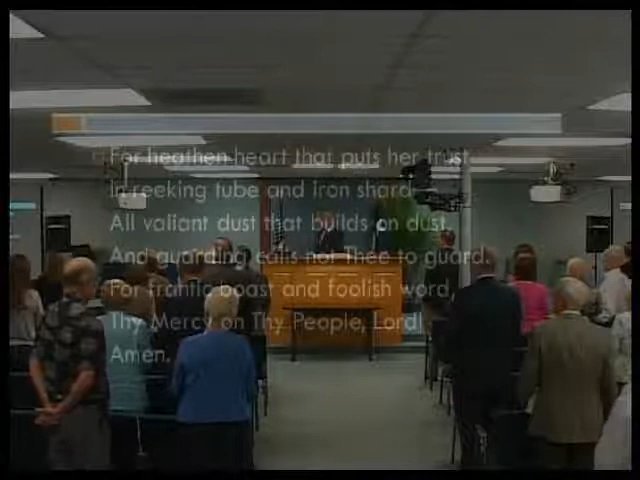 For heathen heart that puts her trust
In reeking tube and iron shard
All valiant dust that builds on dust,
And guarding calls not Thee to guard.
For frantic boast and foolish word,
Thy Mercy on Thy People, Lord!
Amen.